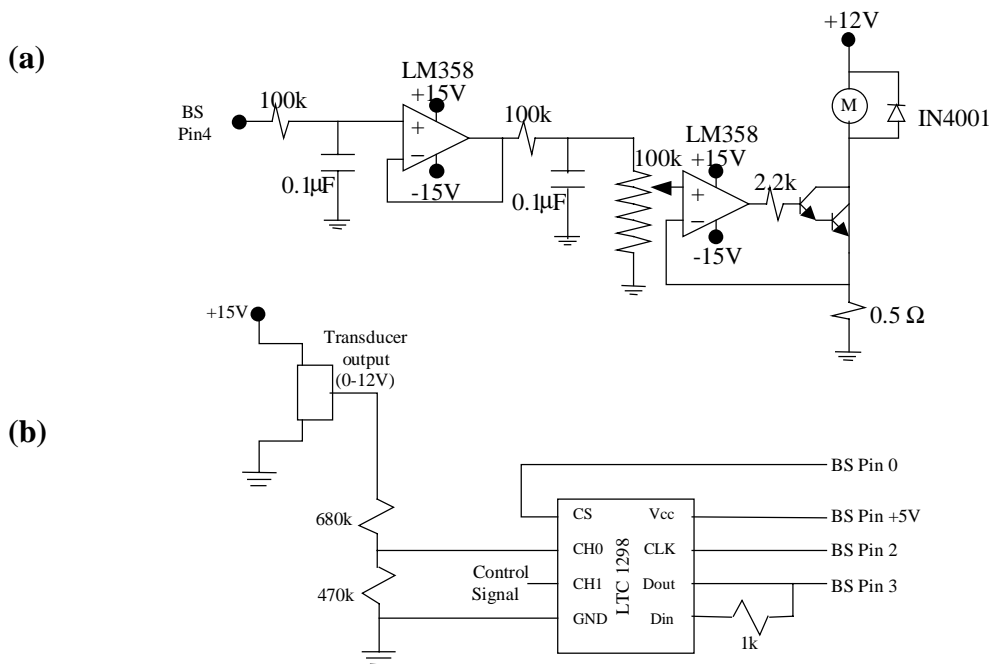 (a)
+12V
LM358
+15V
100k
BS
Pin4
100k
LM358
+15V
M
IN4001
0.1µF
-15V
0.1µF
100k
2.2k
-15V
0.5 Ω
+15V
Transducer
output
(0-12V)
(b)
BS Pin 0
680k
CS
Vcc
BS Pin +5V
CH0
CLK
BS Pin 2
Control
Signal
CH1
LTC 1298
Dout
BS Pin 3
470k
GND
Din
1k
+
−
+
−